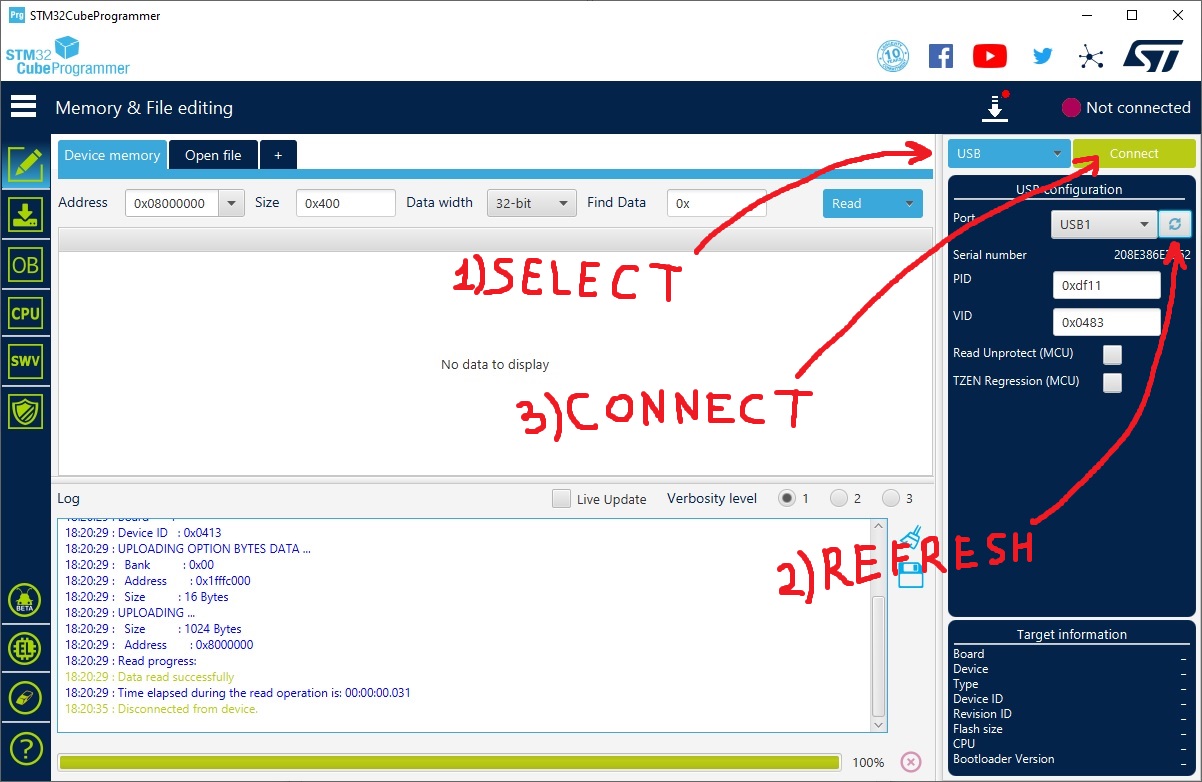 Prg STM32CubeProgrammer
STM32
CubeProgrammer
10 YEARS
ST
Memory & File editing
Not connected
Device memory Open file +
USB Connect
Address 0x08000000 Size 0x400 Data width 32-bit Find Data 0x Read
USB configuration
Port USB1
Serial number
PID 0xdf11
VID 0x0483
Read Unprotect (MCU)
TZEN Regression (MCU)
OB
CPU
SWV
1)SELECT
No data to display
3)CONNECT
Log Live Update Verbosity level 1 2 3
18:20:29 : Device ID : 0x0413
18:20:29 : UPLOADING OPTION BYTES DATA ...
18:20:29 : Bank : 0x00
18:20:29 : Address : 0x1fffc000
18:20:29 : Size : 16 Bytes
18:20:29 : UPLOADING ...
18:20:29 : Size : 1024 Bytes
18:20:29 : Address : 0x8000000
18:20:29 : Read progress:
18:20:29 : Data read successfully
18:20:29 : Time elapsed during the read operation is: 00:00:00.031
18:20:35 : Disconnected from device.
2)REFRESH
BETA
EL
?
100%
Target information
Board -
Device -
Type -
Device ID -
Revision ID -
Flash size -
CPU -
Bootloader Version -